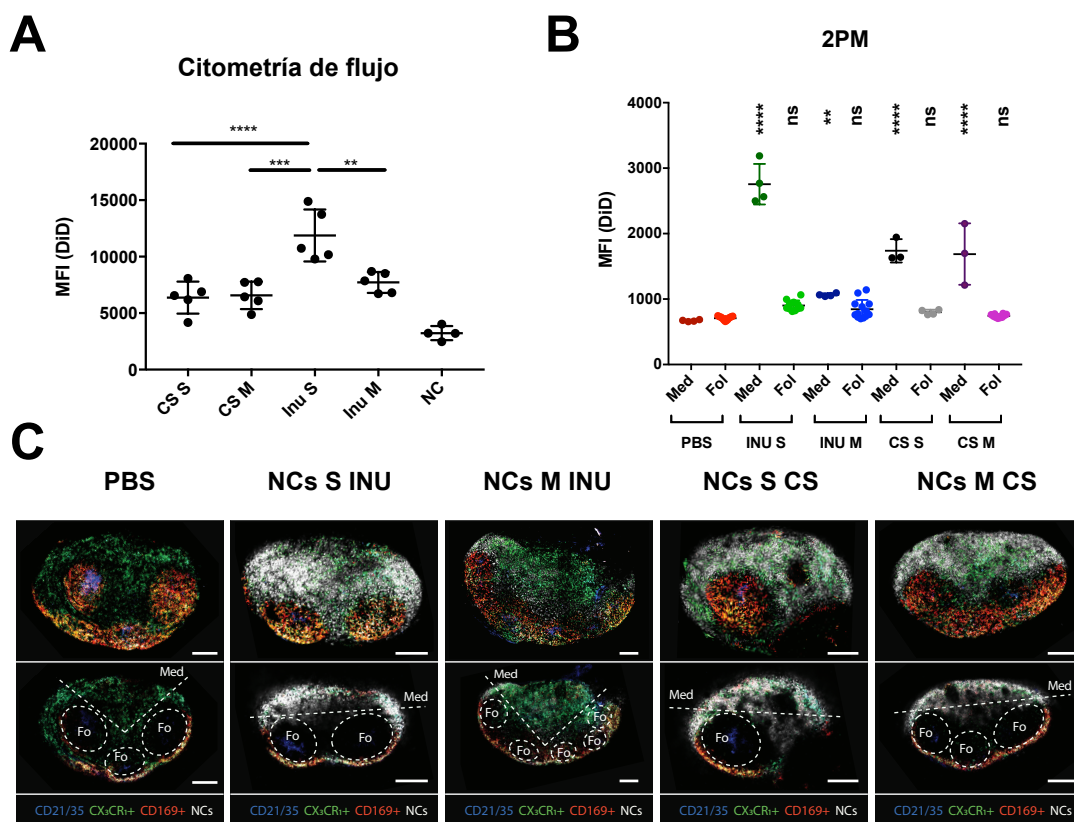 A
Citometría de flujo
MFI (DiD)
20000
15000
10000
5000
0
****
***
**
CS S
CS M
Inu S
Inu M
NC
B
2PM
MFI (DiD)
4000
3000
2000
1000
0
****
ns
**
ns
****
ns
****
ns
Med
Fol
Med
Fol
Med
Fol
Med
Fol
Med
Fol
PBS
INU S
INU M
CS S
CS M
C
PBS
NCs S INU
NCs M INU
NCs S CS
NCs M CS
Med
Fo
Fo
Fo
Med
Fo
Fo
Med
Fo
Fo
Fo
Fo
Fo
Med
Fo
Med
Fo
Fo
Fo
CD21/35 CX₃CR₁+ CD169+ NCs
CD21/35 CX₃CR₁+ CD169+ NCs
CD21/35 CX₃CR₁+ CD169+ NCs
CD21/35 CX₃CR₁+ CD169+ NCs
CD21/35 CX₃CR₁+ CD169+ NCs